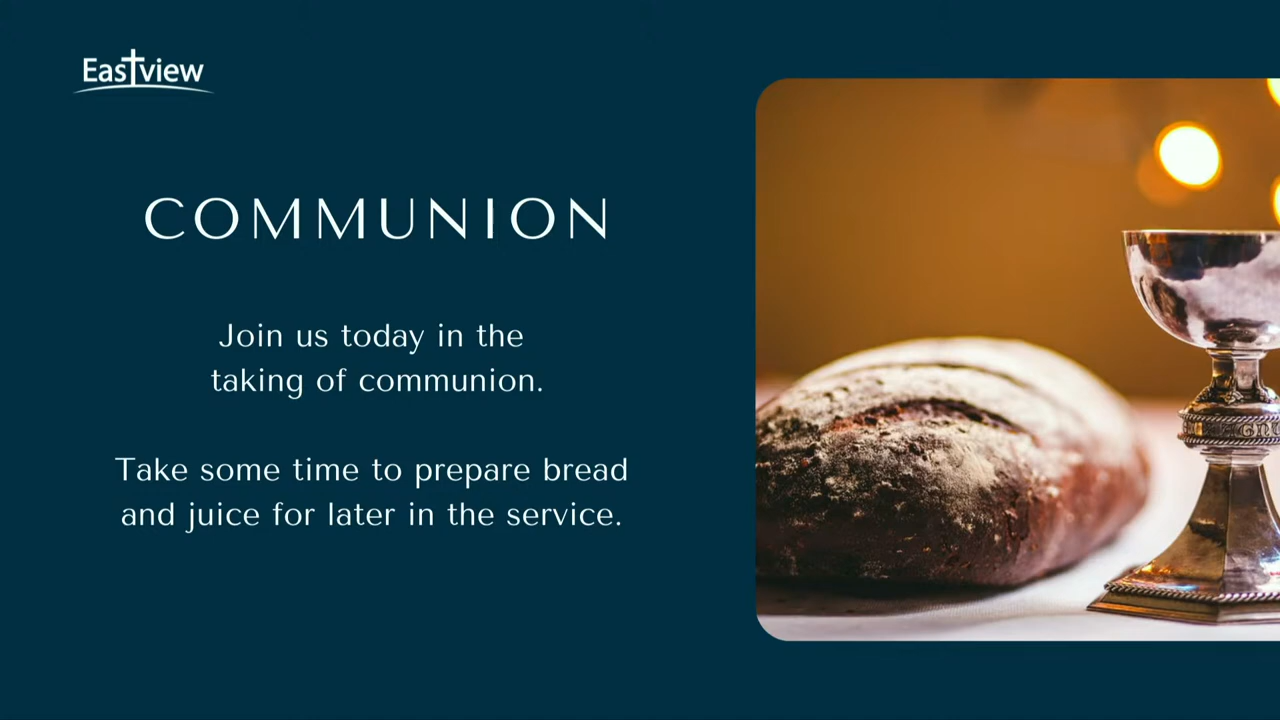 Eastview
COMMUNION
Join us today in the
taking of communion.
Take some time to prepare bread
and juice for later in the service.